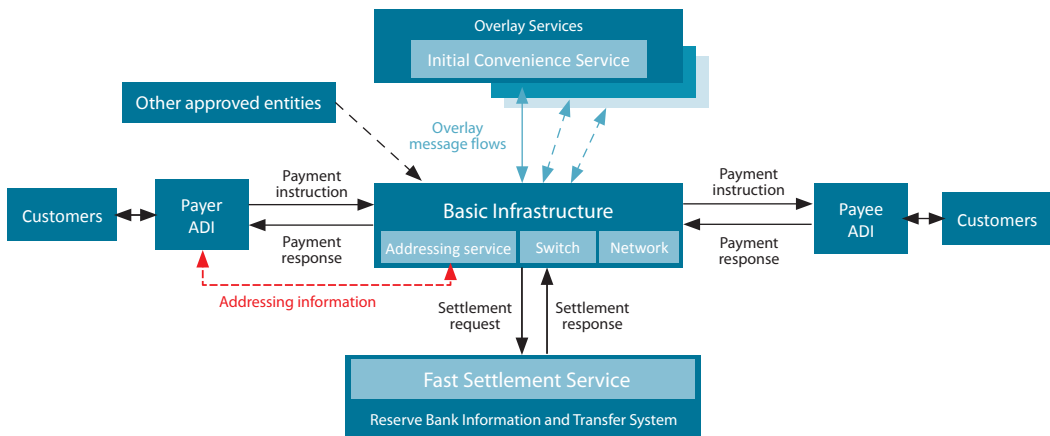 Overlay Services
Initial Convenience Service
Other approved entities
Overlay
message flows
Payment
instruction
Payment
instruction
Customers
Payer
ADI
Basic Infrastructure
Payee
ADI
Customers
Addressing service
Switch
Network
Payment
response
Payment
response
Addressing information
Settlement
request
Settlement
response
Fast Settlement Service
Reserve Bank Information and Transfer System